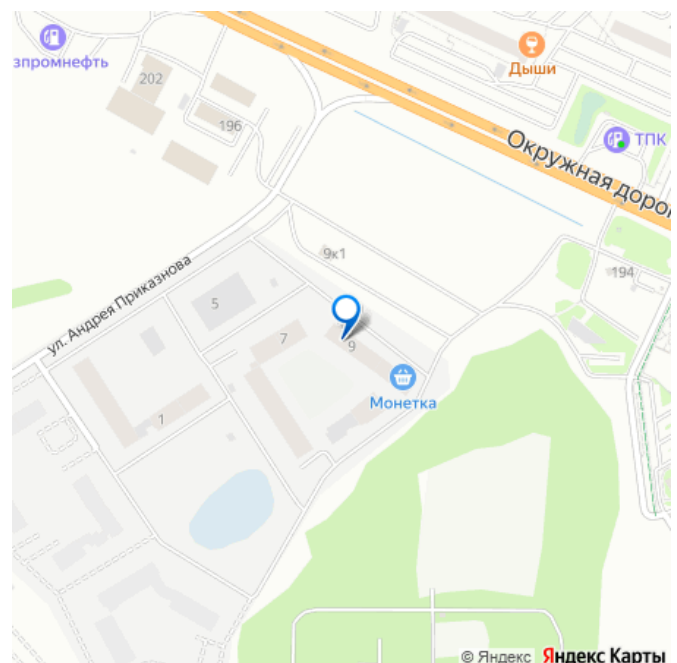 зпромнефть
Дыши
202
196
ТПК
Окружная доро
9к1
194
ул. Андрея Приказнова
5
7
9
Монетка
1
© Яндекс Яндекс Карты